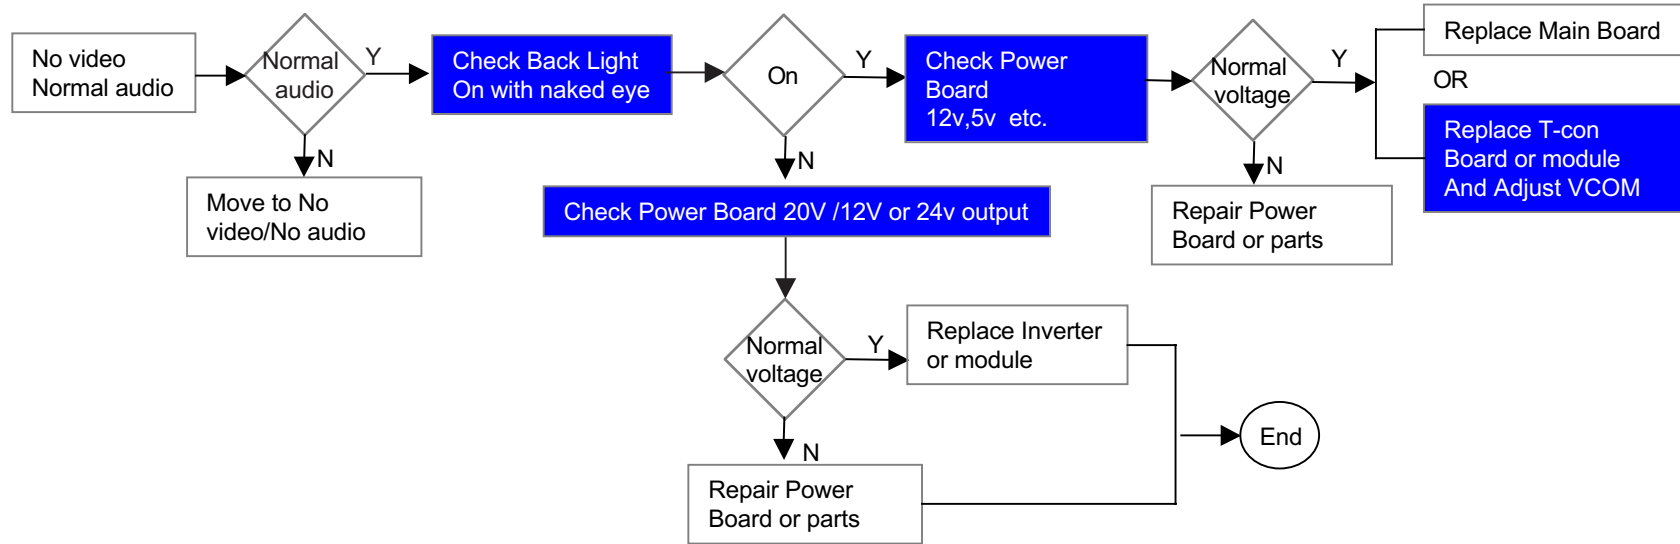 No video
Normal audio
Normal
audio
Y
N
Move to No
video/No audio
Check Back Light
On with naked eye
On
Y
N
Check Power
Board
12v,5v  etc.
Normal
voltage
Y
N
Repair Power
Board or parts
Replace Main Board
OR
Replace T-con
Board or module
And Adjust VCOM
Check Power Board 20V /12V or 24v output
Normal
voltage
Y
N
Replace Inverter
or module
Repair Power
Board or parts
End